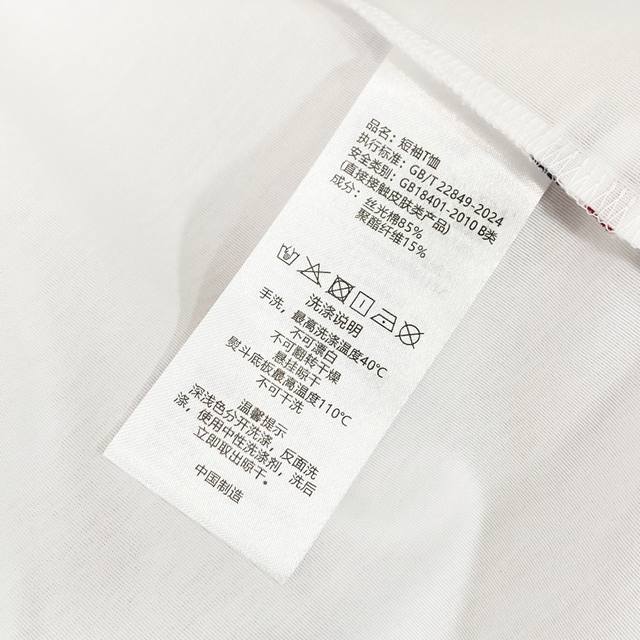 品名：短袖T恤
执行标准：GB/T 22849-2024
安全类别：GB18401-2010 B类
(直接接触皮肤类产品)
成分：丝光棉85%
聚酯纤维15%
洗涤说明
手洗，最高洗涤温度40℃
不可漂白
不可翻转干燥
悬挂晾干
熨斗底板最高温度110℃
不可干洗
温馨提示
深浅色分开洗涤，反面洗
涤，使用中性洗涤剂，洗后
立即取出晾干。
中国制造